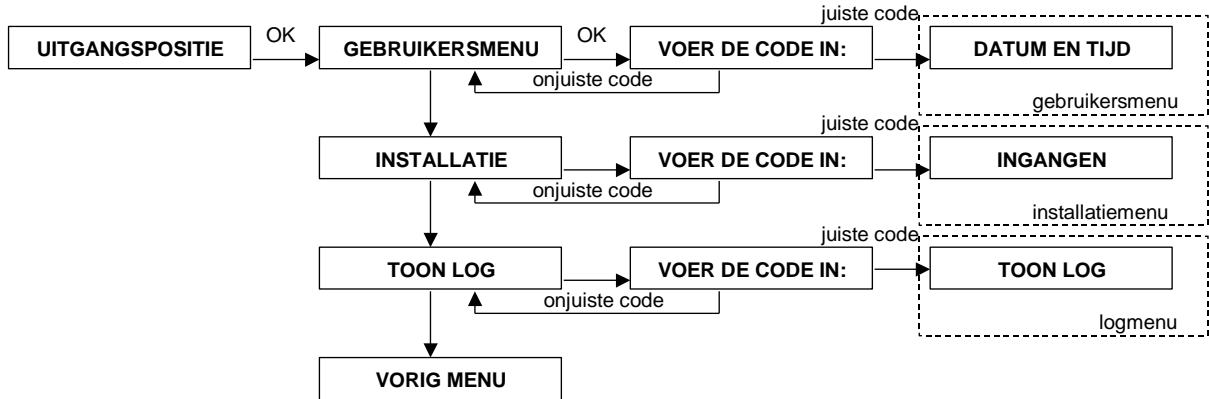 juiste code
UITGANGSPOSITIE
OK
GEBRUIKERSMENU
OK
VOER DE CODE IN:
DATUM EN TIJD
onjuiste code
gebruikersmenu
juiste code
INSTALLATIE
VOER DE CODE IN:
INGANGEN
onjuiste code
installatiemenu
juiste code
TOON LOG
VOER DE CODE IN:
TOON LOG
onjuiste code
logmenu
VORIG MENU